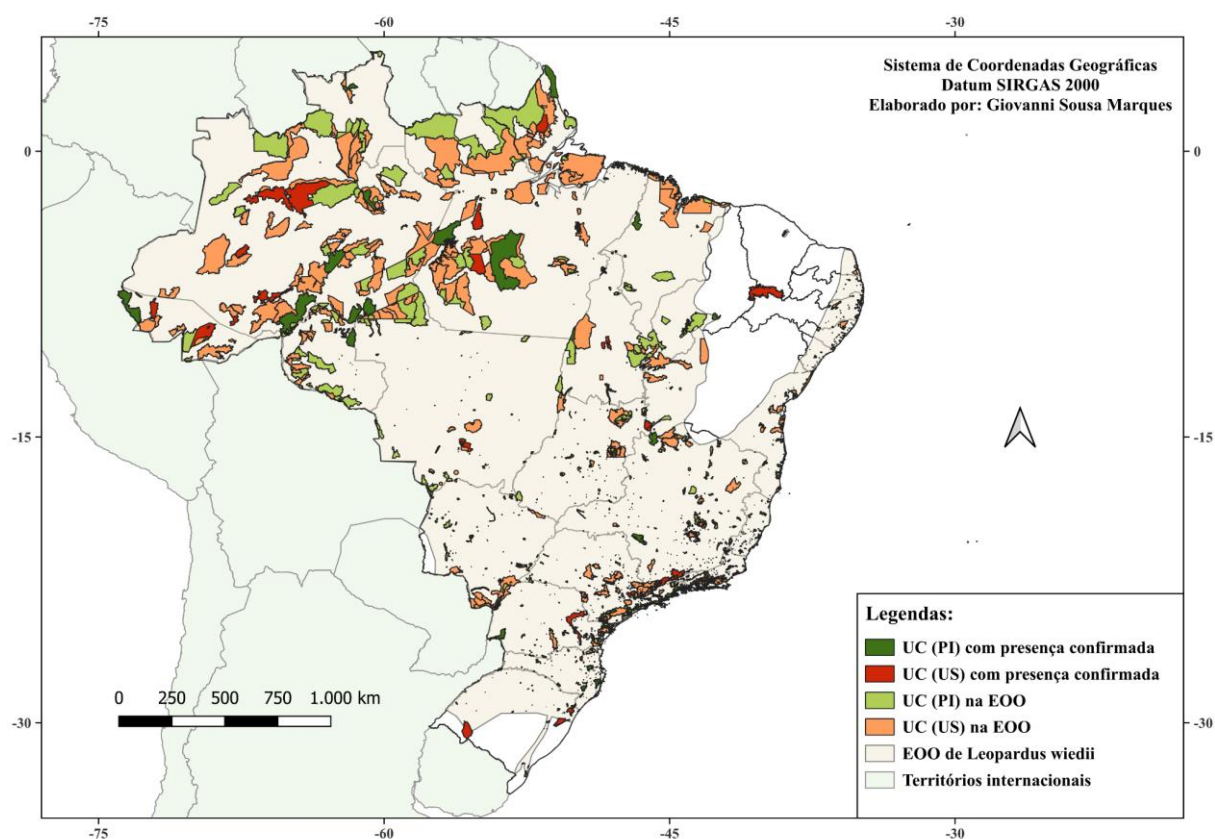 -75 -60 -45 -30
Sistema de Coordenadas Geográficas
Datum SIRGAS 2000
Elaborado por: Giovanni Sousa Marques
0 0
-15 -15
Legendas:
UC (PI) com presença confirmada
UC (US) com presença confirmada
UC (PI) na EOO
UC (US) na EOO
EOO de Leopardus wiedii
Territórios internacionais
0 250 500 750 1.000 km
-30 -30
-75 -60 -45 -30